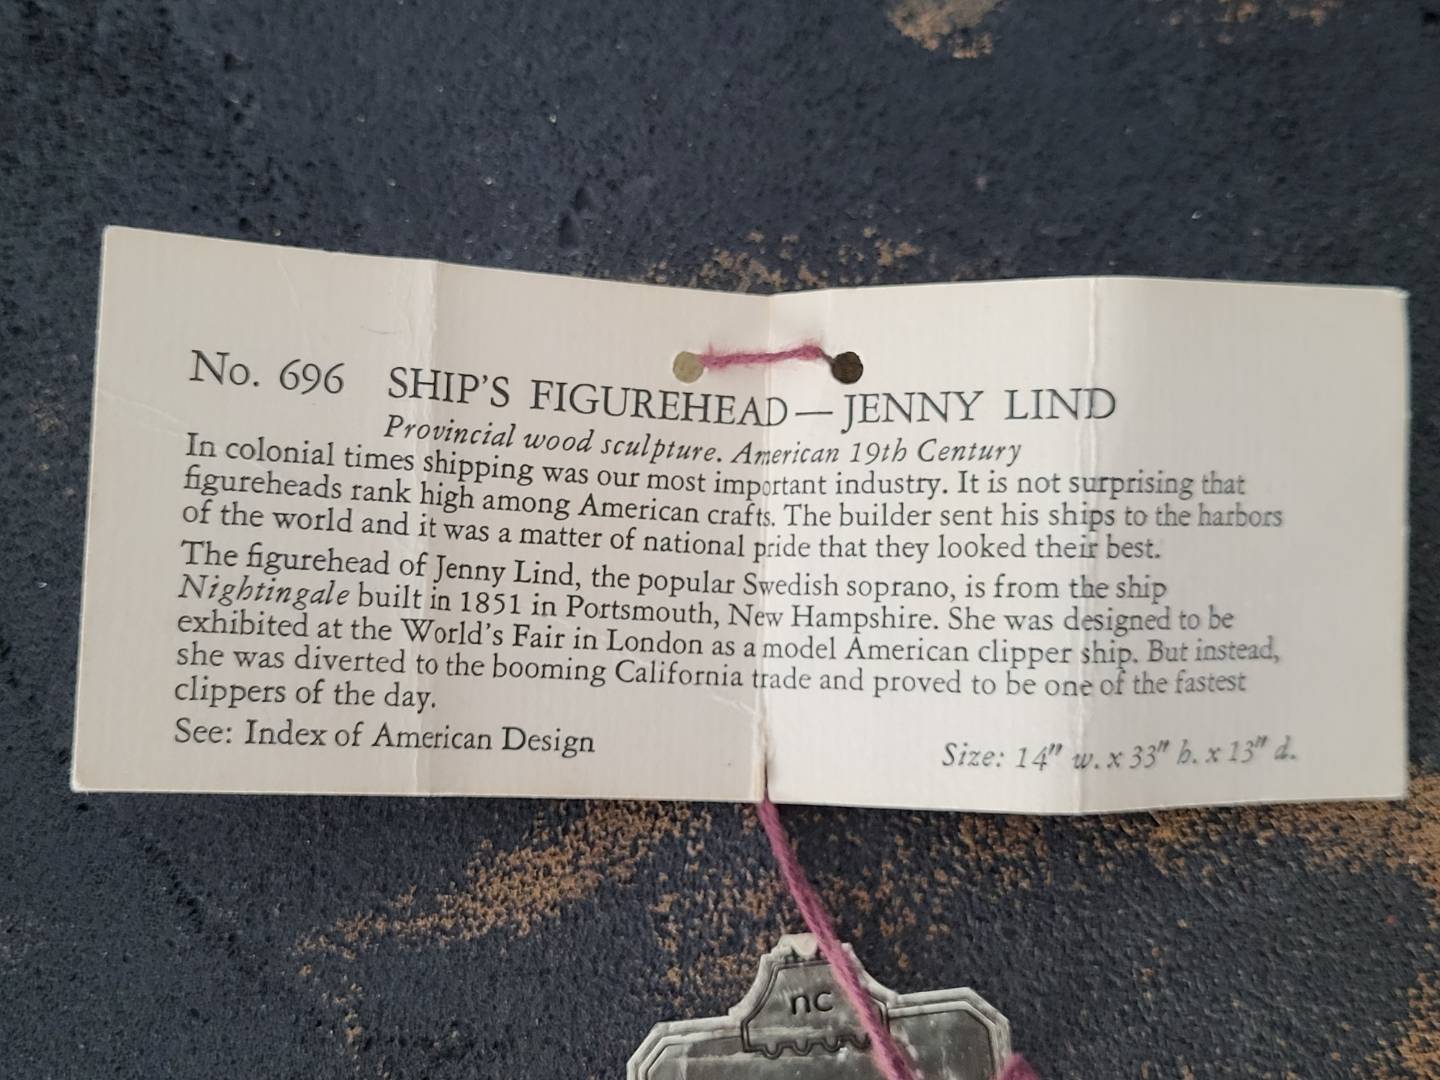 No. 696 SHIP'S FIGUREHEAD — JENNY LIND
Provincial wood sculpture. American 19th Century
In colonial times shipping was our most important industry. It is not surprising that
figureheads rank high among American crafts. The builder sent his ships to the harbors
of the world and it was a matter of national pride that they looked their best.
The figurehead of Jenny Lind, the popular Swedish soprano, is from the ship
Nightingale built in 1851 in Portsmouth, New Hampshire. She was designed to be
exhibited at the World's Fair in London as a model American clipper ship. But instead,
she was diverted to the booming California trade and proved to be one of the fastest
clippers of the day.
See: Index of American Design
Size: 14" w. x 33" h. x 13" d.
nc